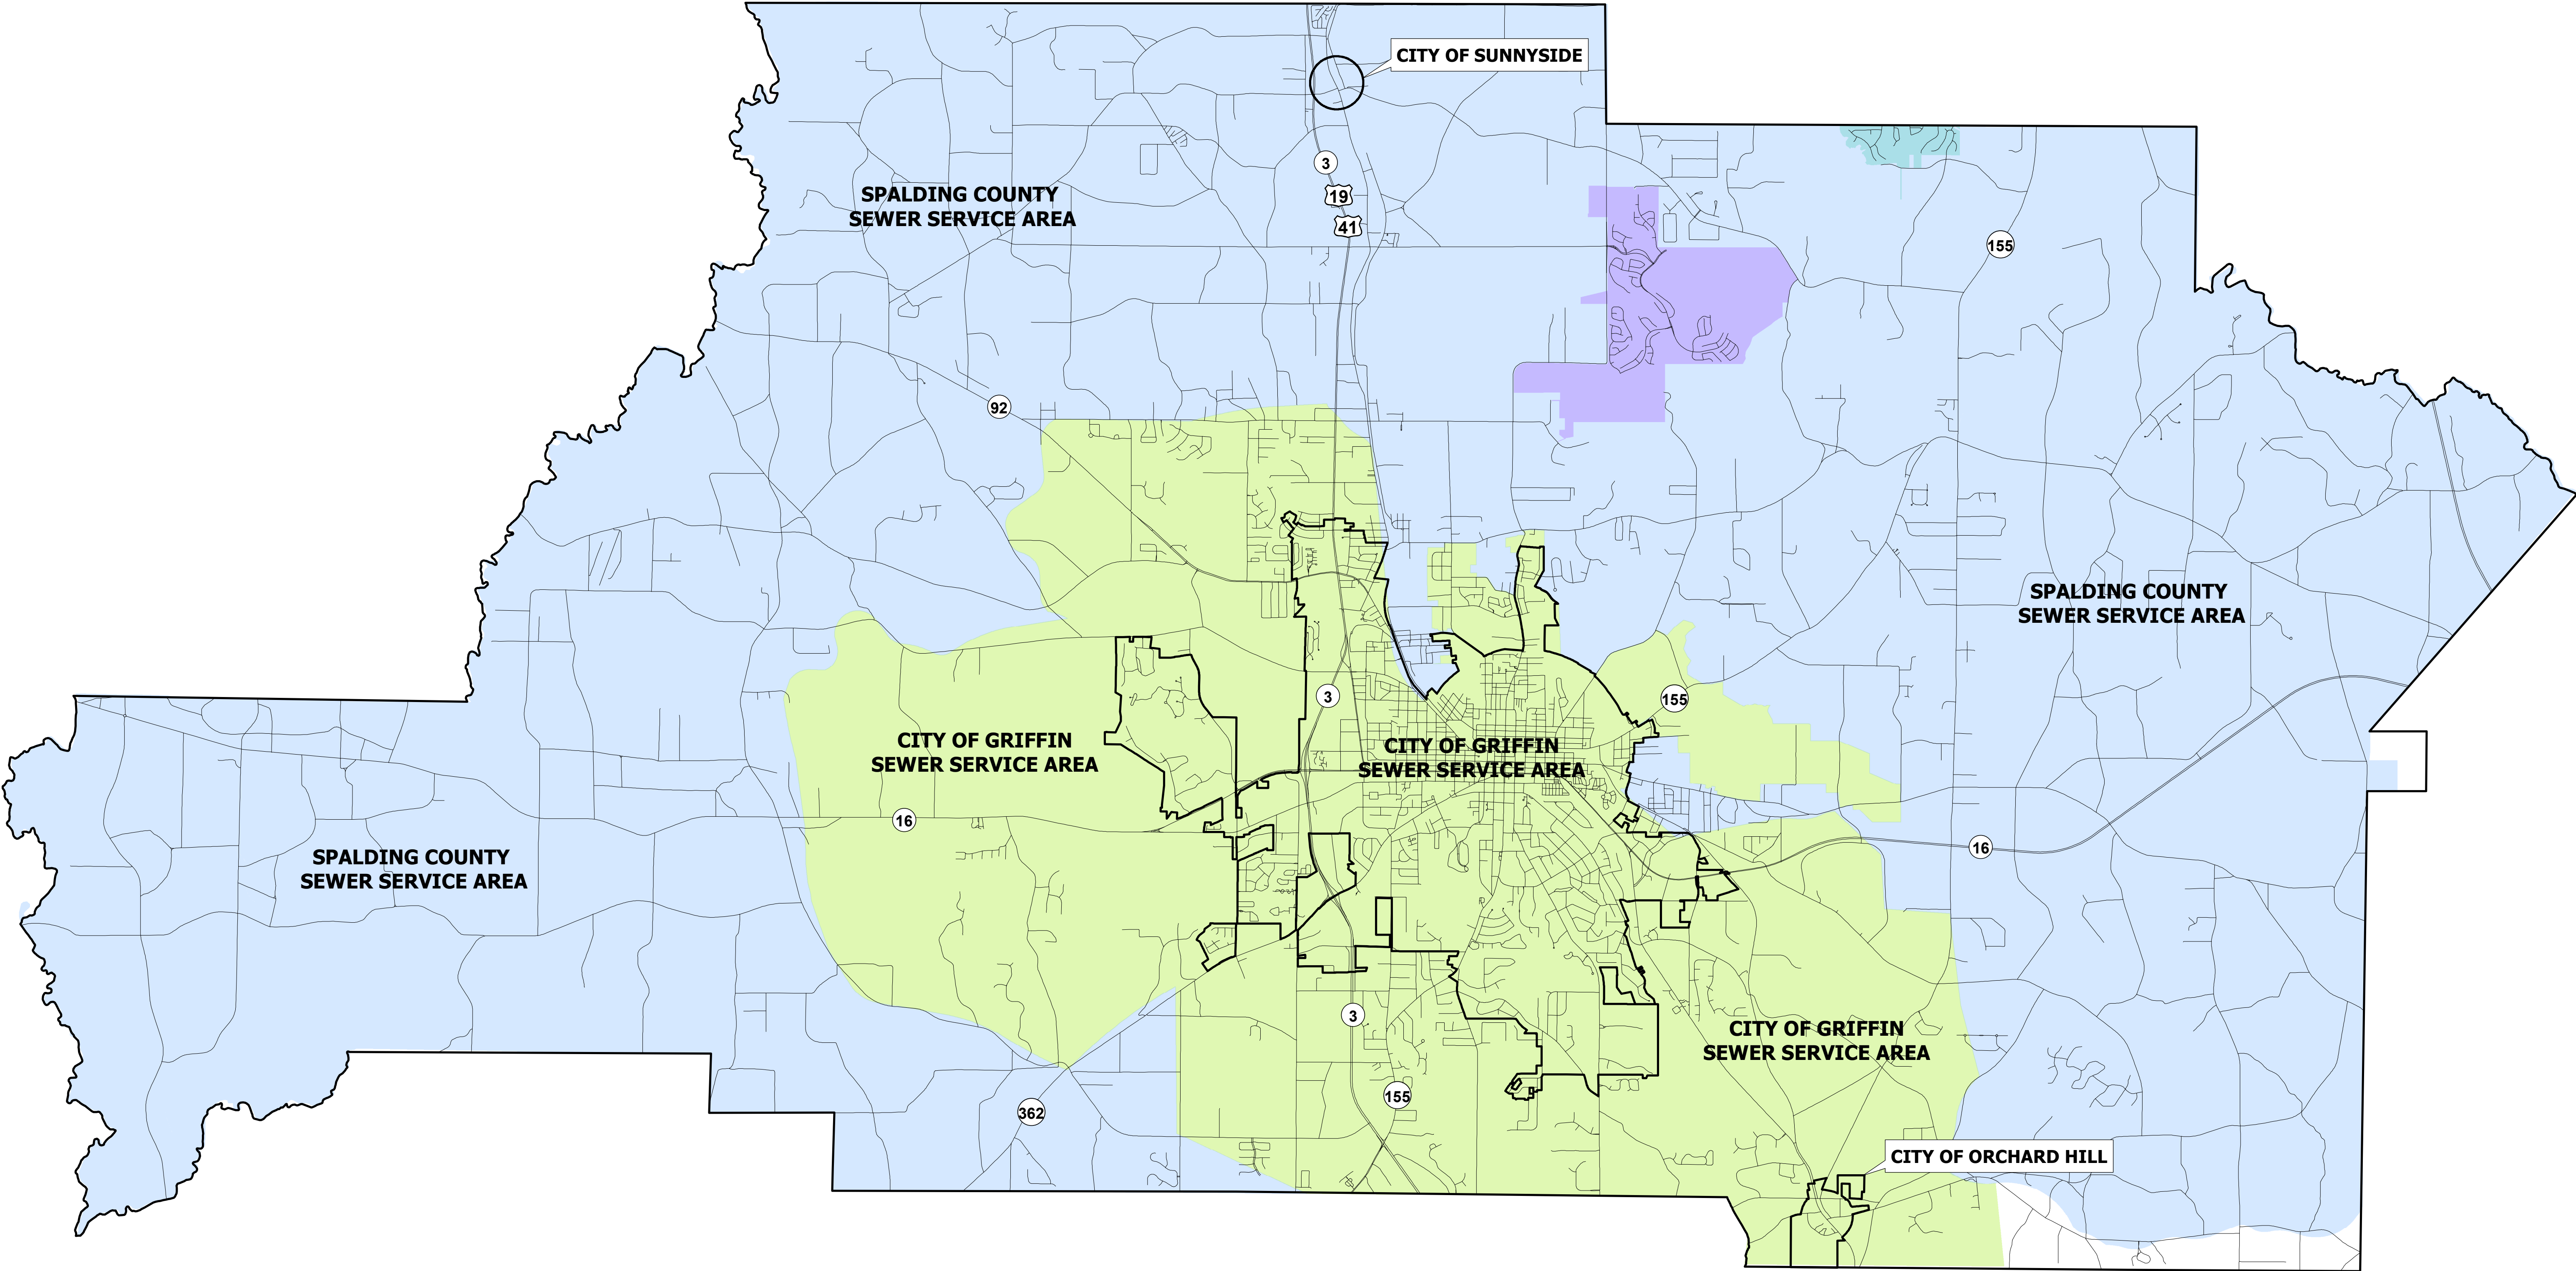 CITY OF SUNNYSIDE
3
19
41
SPALDING COUNTY
SEWER SERVICE AREA
155
92
SPALDING COUNTY
SEWER SERVICE AREA
3
155
CITY OF GRIFFIN
SEWER SERVICE AREA
CITY OF GRIFFIN
SEWER SERVICE AREA
16
16
SPALDING COUNTY
SEWER SERVICE AREA
3
CITY OF GRIFFIN
SEWER SERVICE AREA
155
362
CITY OF ORCHARD HILL